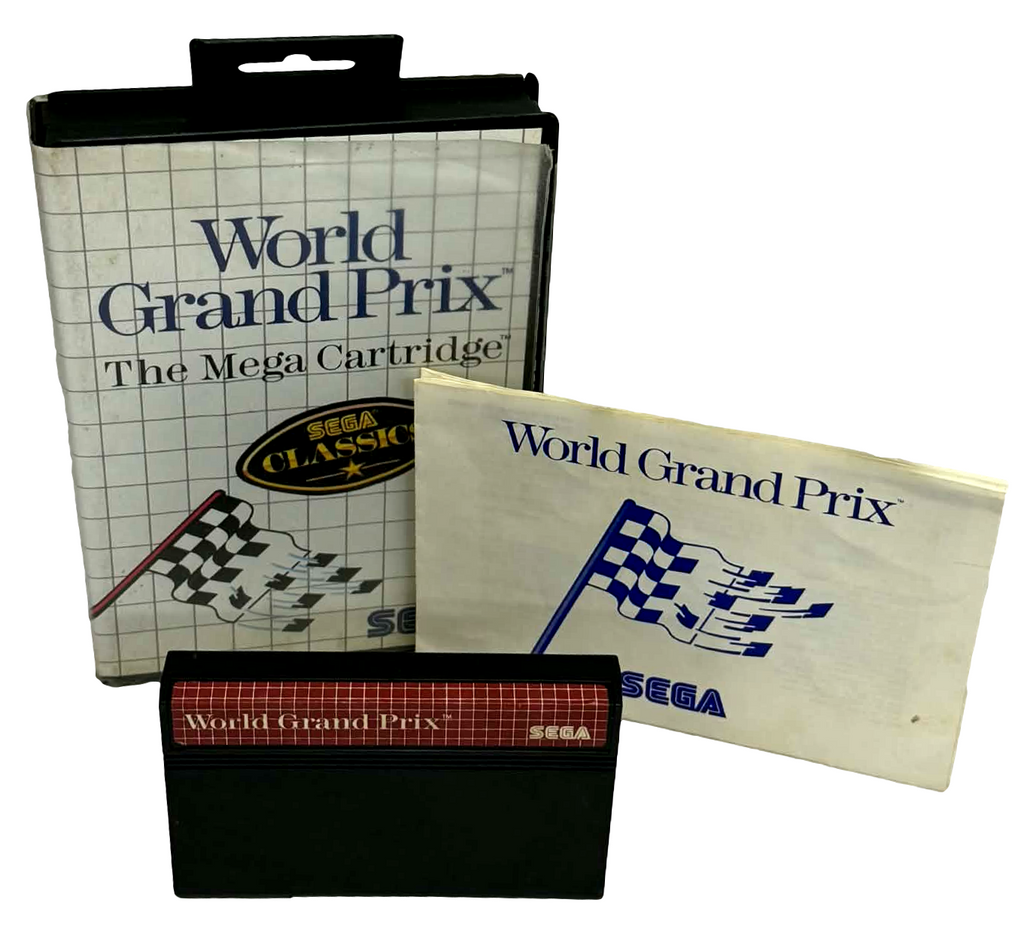 World
Grand Prix™
The Mega Cartridge™
SEGA
CLASSICS
World Grand Prix™
SEGA
World Grand Prix™
SEGA